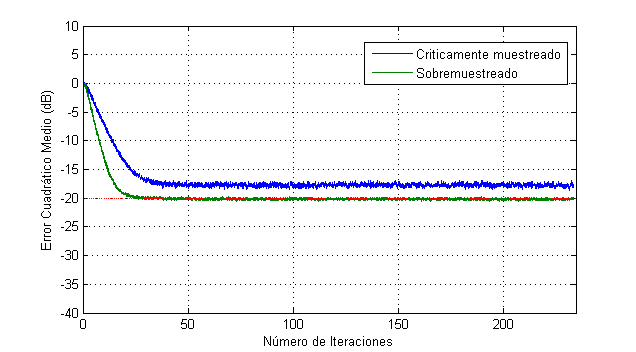 10
5
0
-5
-10
-15
-20
-25
-30
-35
-40
Error Cuadrático Medio (dB)
Criticamente muestreado
Sobremuestreado
0 50 100 150 200
Número de Iteraciones